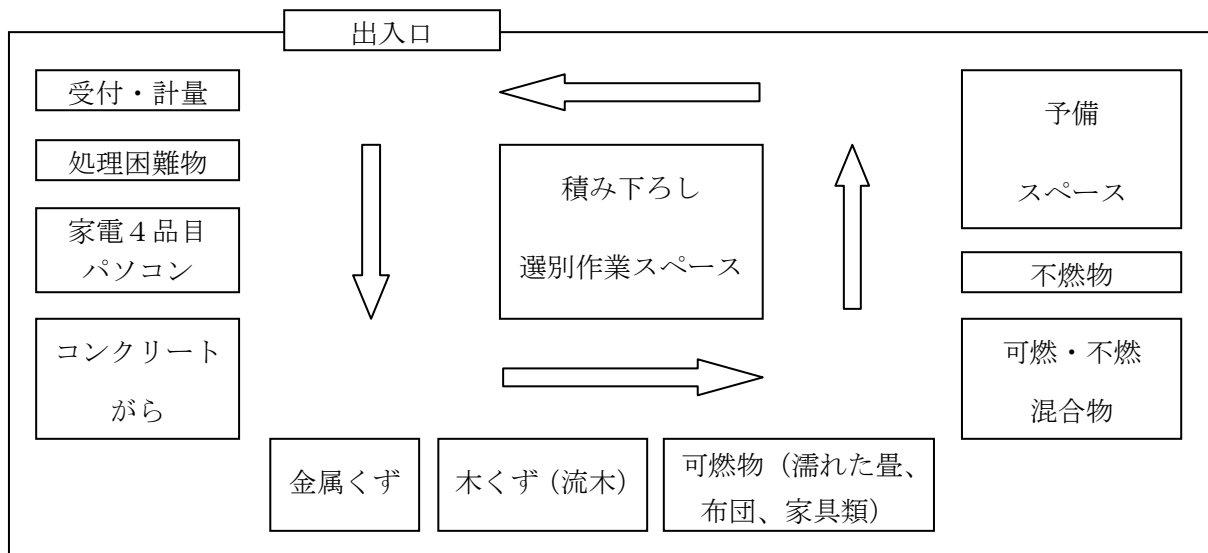 出入口
受付・計量
処理困難物
家電４品目
パソコン
コンクリート
がら
積み下ろし
選別作業スペース
予備
スペース
不燃物
可燃・不燃
混合物
金属くず
木くず（流木）
可燃物（濡れた畳、
布団、家具類）